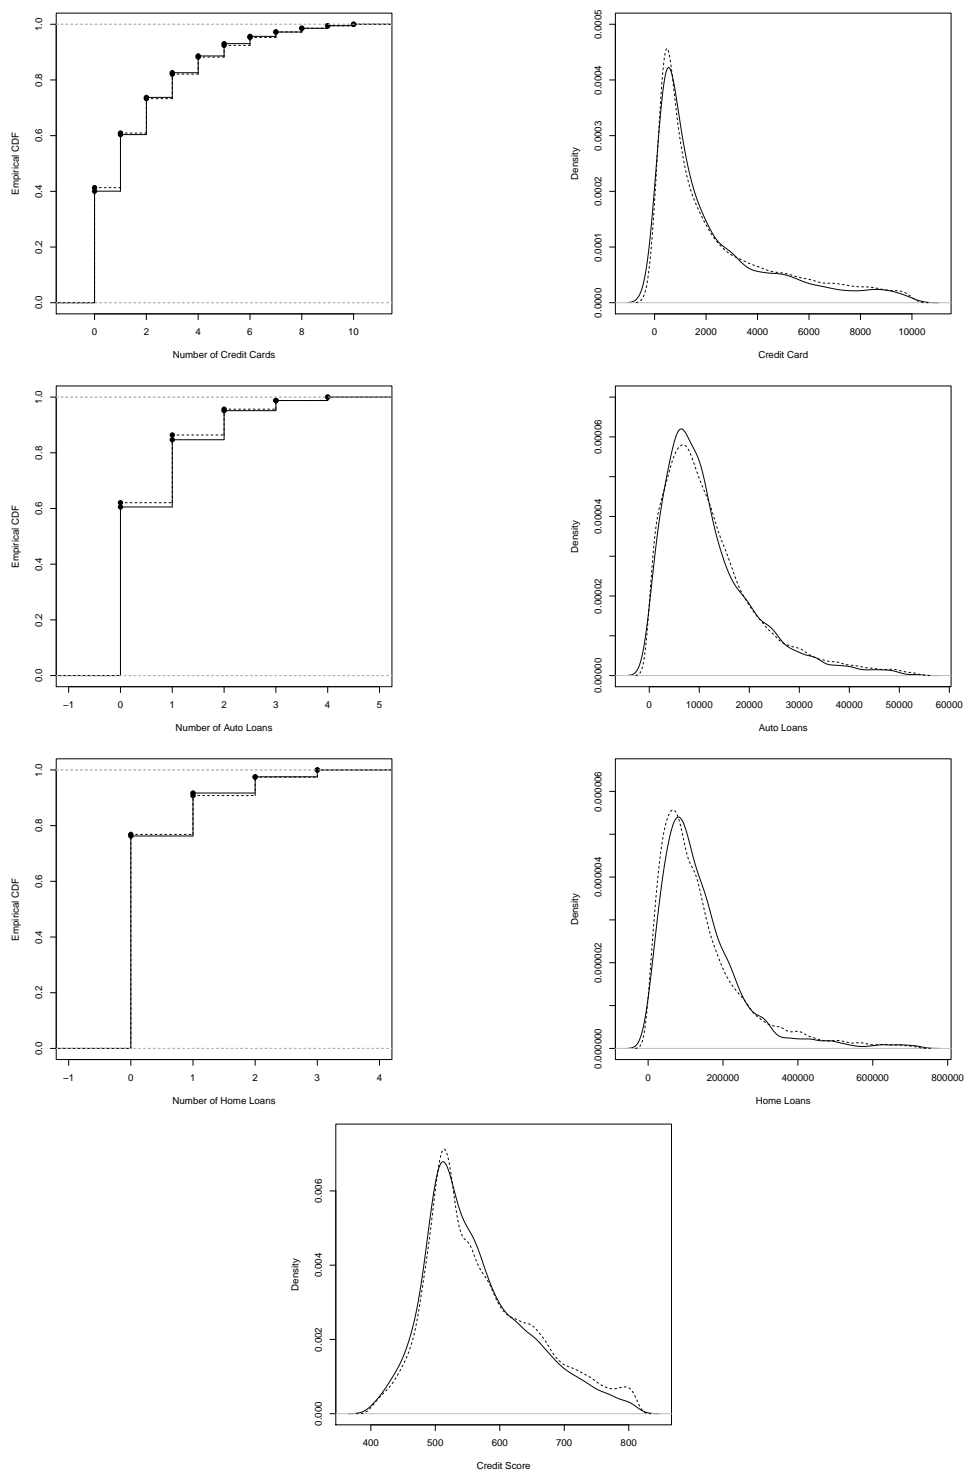 Empirical CDF
0.0 0.2 0.4 0.6 0.8 1.0
0 2 4 6 8 10
Number of Credit Cards
Density
0.0000 0.0001 0.0002 0.0003 0.0004 0.0005
0 2000 4000 6000 8000 10000
Credit Card
Empirical CDF
0.0 0.2 0.4 0.6 0.8 1.0
−1 0 1 2 3 4 5
Number of Auto Loans
Density
0.00000 0.00002 0.00004 0.00006
0 10000 20000 30000 40000 50000 60000
Auto Loans
Empirical CDF
0.0 0.2 0.4 0.6 0.8 1.0
−1 0 1 2 3 4
Number of Home Loans
Density
0.000000 0.000002 0.000004 0.000006
0 200000 400000 600000 800000
Home Loans
Density
0.000 0.002 0.004 0.006
400 500 600 700 800
Credit Score